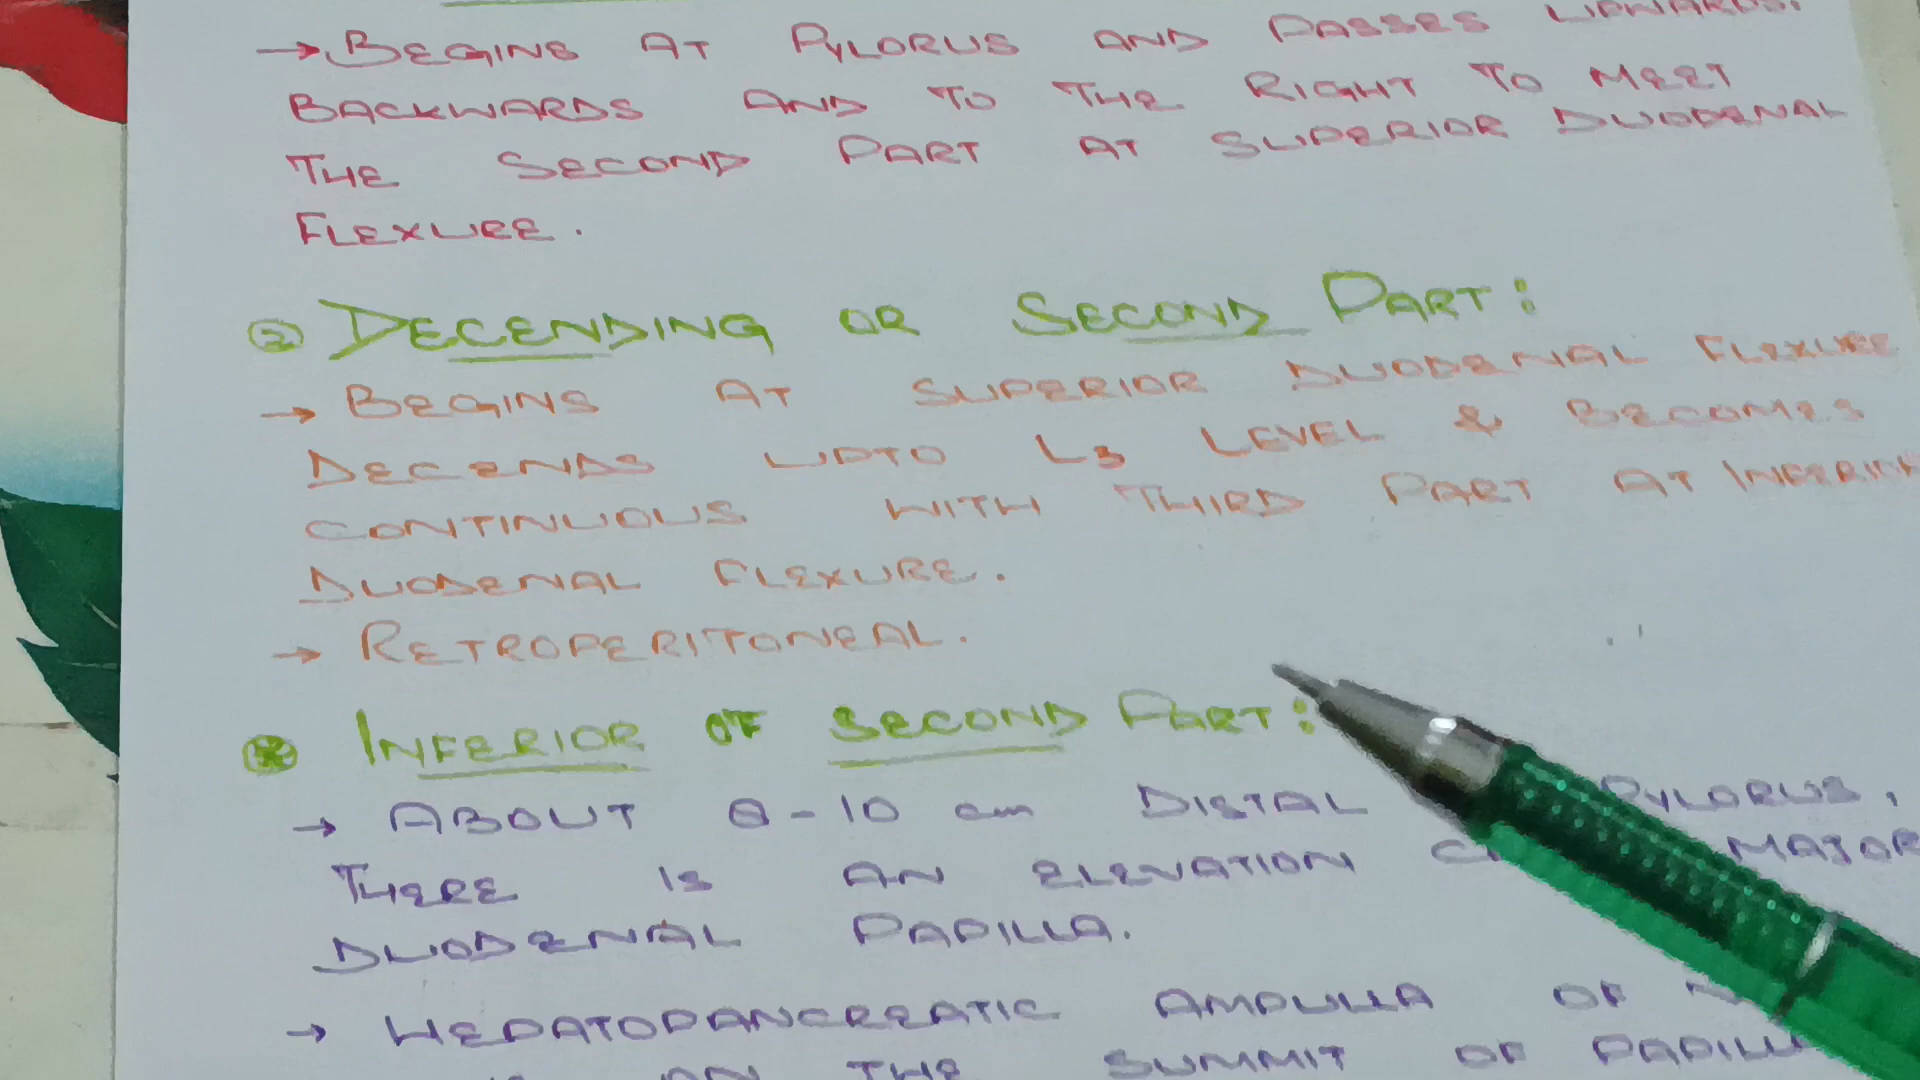 → BEGINS AT PYLORUS AND PASSES UPWARDS,
BACKWARDS AND TO THE RIGHT TO MEET
THE SECOND PART AT SUPERIOR DUODENAL
FLEXURE.
② DECENDING OR SECOND PART:
→ BEGINS AT SUPERIOR DUODENAL FLEXURE
DECENDS UPTO L3 LEVEL & BECOMES
CONTINUOUS WITH THIRD PART AT INFERIOR
DUODENAL FLEXURE.
→ RETROPERITONEAL.
INFERIOR OF SECOND PART:
→ ABOUT 8-10 cm DISTAL PYLORUS,
THERE IS AN ELEVATION MAJOR
DUODENAL PAPILLA.
→ HEPATOPANCREATIC AMPULLA OF
THE SUMMIT OF